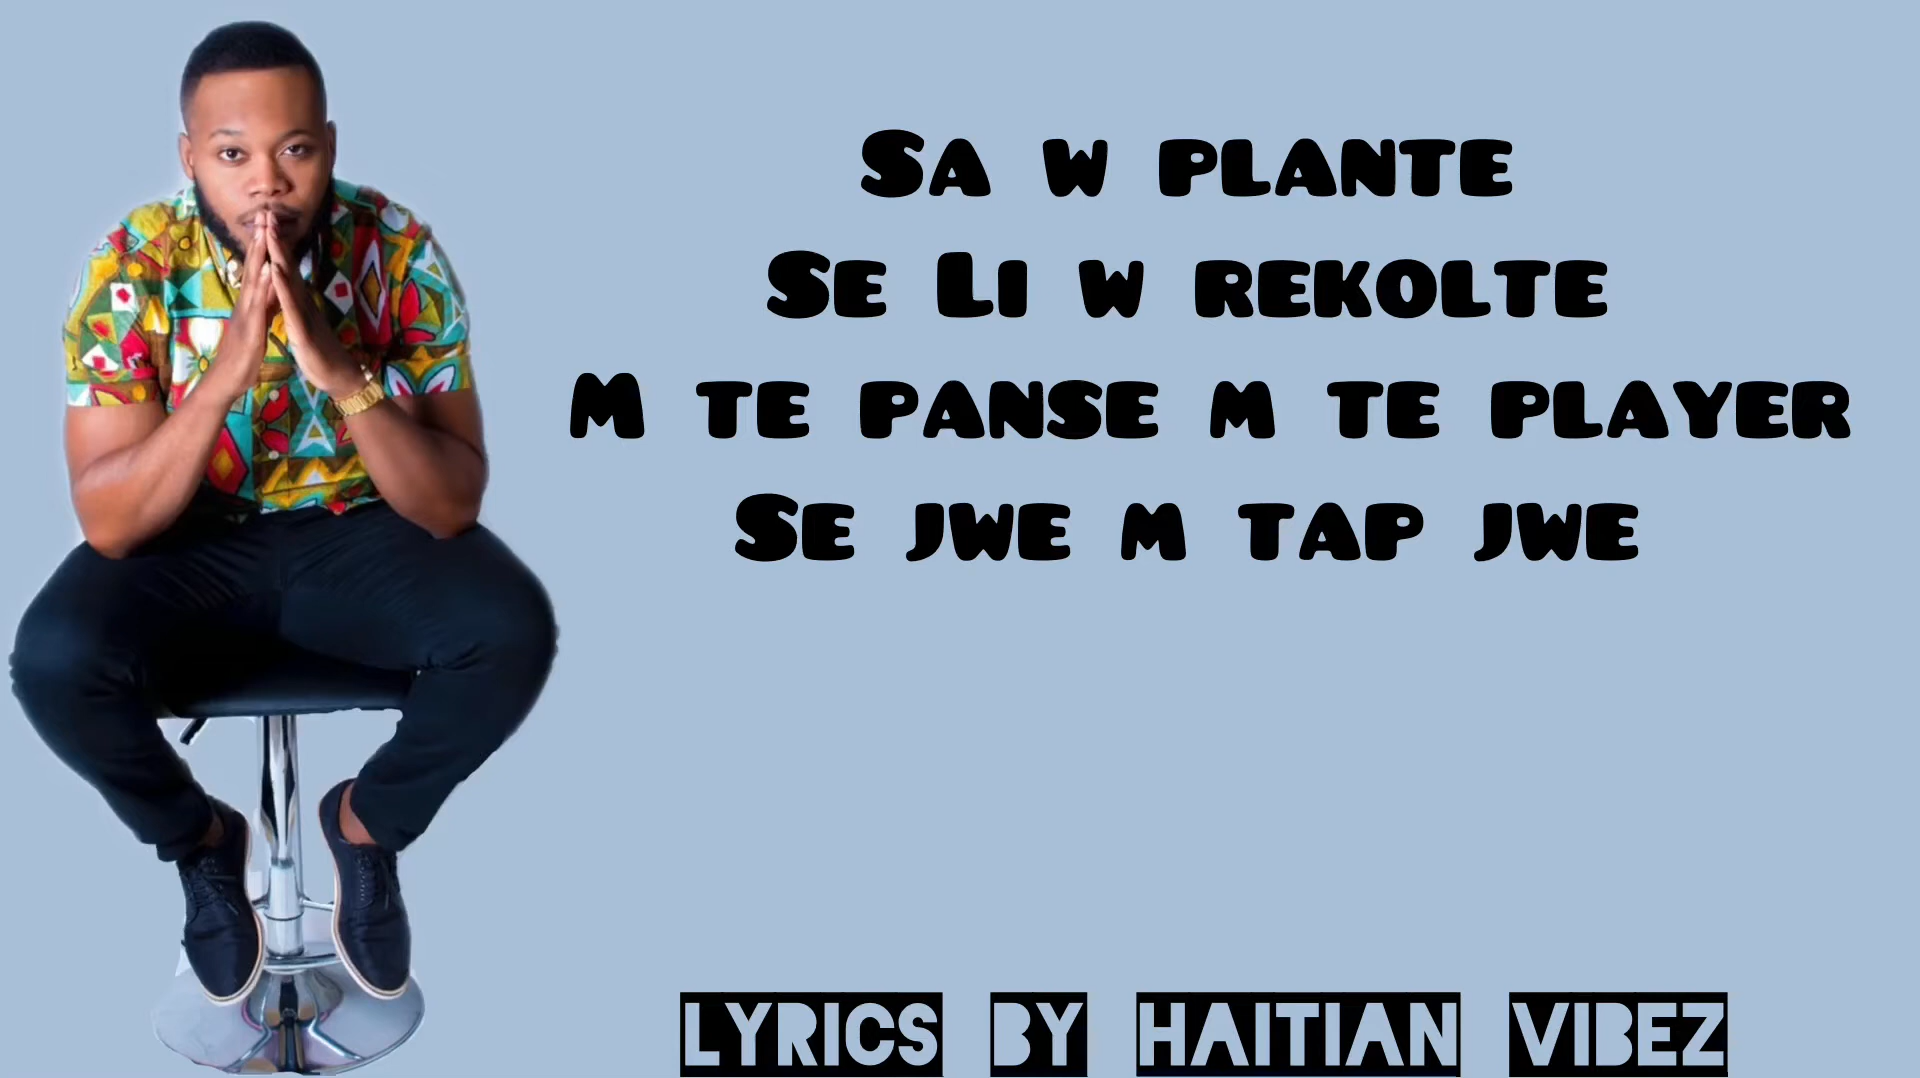 Sa w plante
Se Li w rekolte
M te panse m te player
Se jwe m tap jwe
LYRICS BY HAITIAN VIBEZ